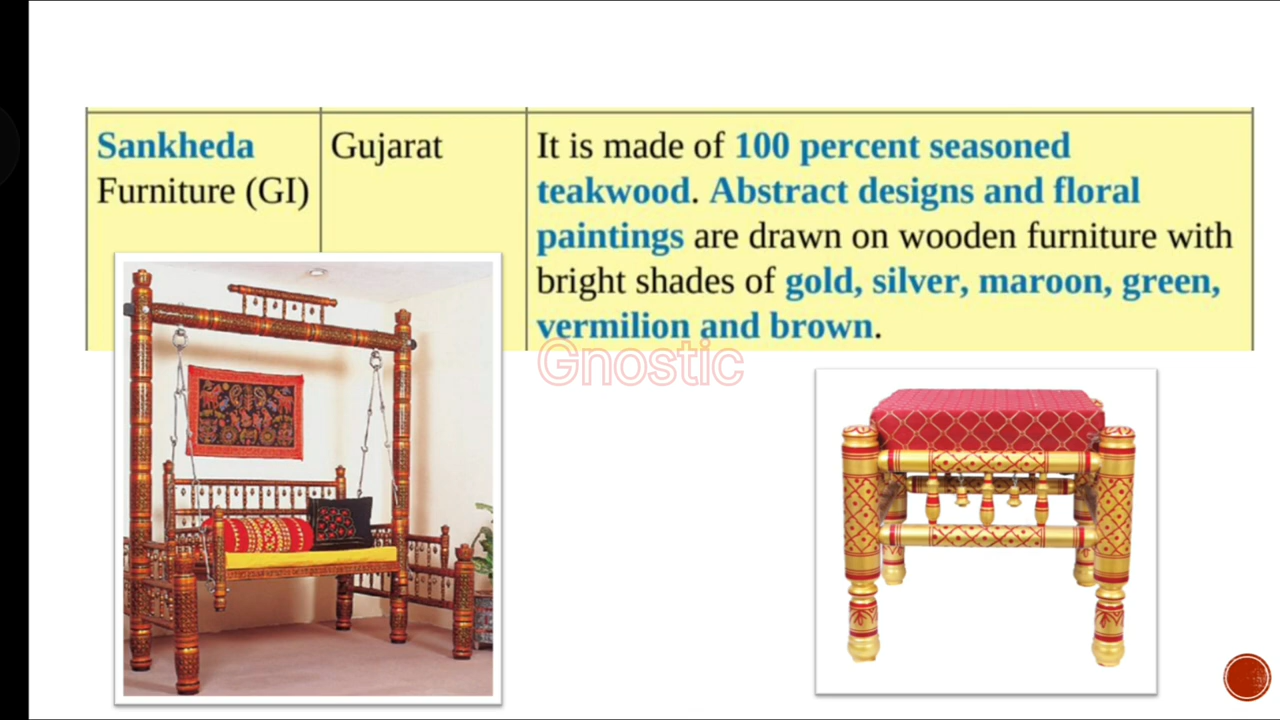 Sankheda
Furniture (GI)
Gujarat
It is made of 100 percent seasoned
teakwood. Abstract designs and floral
paintings are drawn on wooden furniture with
bright shades of gold, silver, maroon, green,
vermilion and brown.
Gnostic